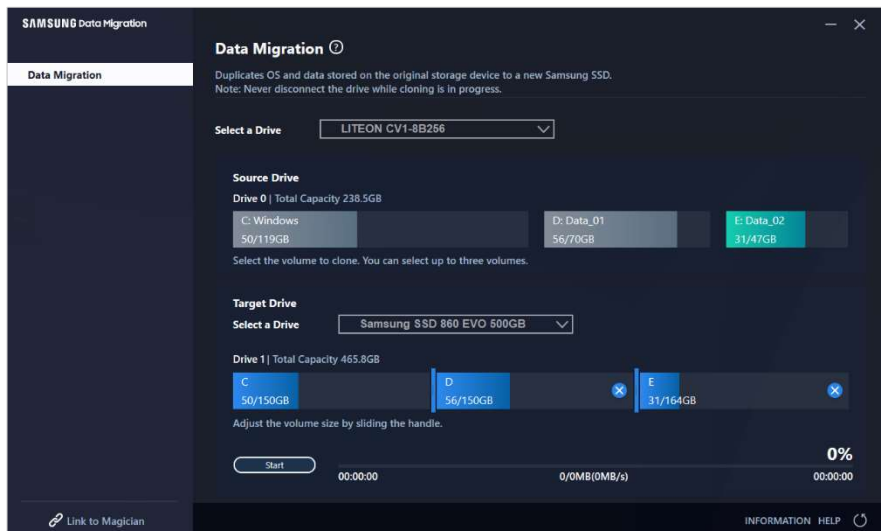 SAMSUNG Data Migration
Data Migration
Data Migration ?
Duplicates OS and data stored on the original storage device to a new Samsung SSD.
Note: Never disconnect the drive while cloning is in progress.
Select a Drive LITEON CV1-8B256
Source Drive
Drive 0 | Total Capacity 238.5GB
C: Windows D: Data_01 E: Data_02
50/119GB 56/70GB 31/47GB
Select the volume to clone. You can select up to three volumes.
Target Drive
Select a Drive Samsung SSD 860 EVO 500GB
Drive 1 | Total Capacity 465.8GB
C D E
50/150GB 56/150GB 31/164GB
Adjust the volume size by sliding the handle.
0%
Start 00:00:00 0/0MB(0MB/s) 00:00:00
Link to Magician INFORMATION HELP